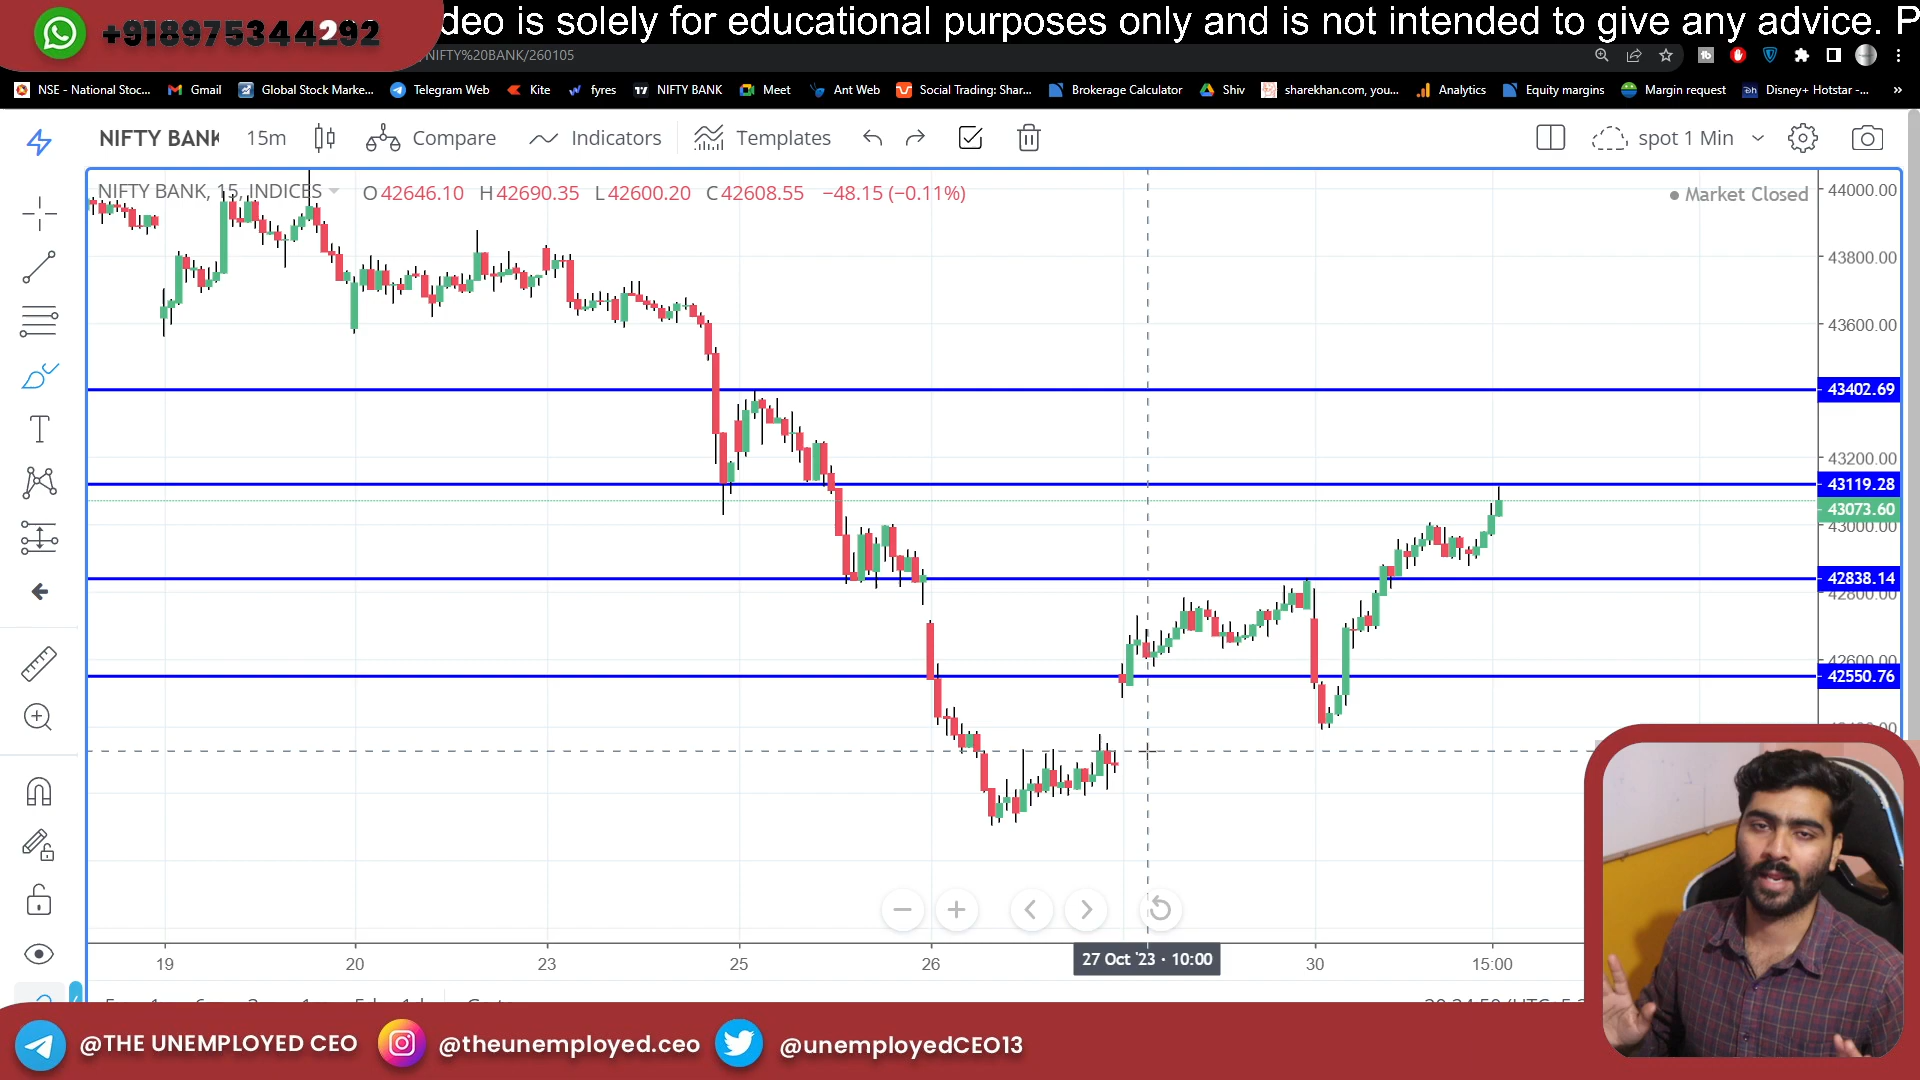 +918975344292
deo is solely for educational purposes only and is not intended to give any advice. P
/NIFTY%20BANK/260105
NSE - National Stoc...
Gmail
Global Stock Marke...
Telegram Web
Kite
fyres
NIFTY BANK
Meet
Ant Web
Social Trading: Shar...
Brokerage Calculator
Shiv
sharekhan.com, you...
Analytics
Equity margins
Margin request
Disney+ Hotstar -...
»
NIFTY BANK
15m
Compare
Indicators
Templates
spot 1 Min
NIFTY BANK, 15, INDICES
O42646.10 H42690.35 L42600.20 C42608.55 −48.15 (−0.11%)
Market Closed
44000.00
43800.00
43600.00
43402.69
43200.00
43119.28
43073.60
43000.00
42838.14
42800.00
42600.00
42550.76
19
20
23
25
26
27 Oct '23 · 10:00
30
15:00
@THE UNEMPLOYED CEO
@theunemployed.ceo
@unemployedCEO13